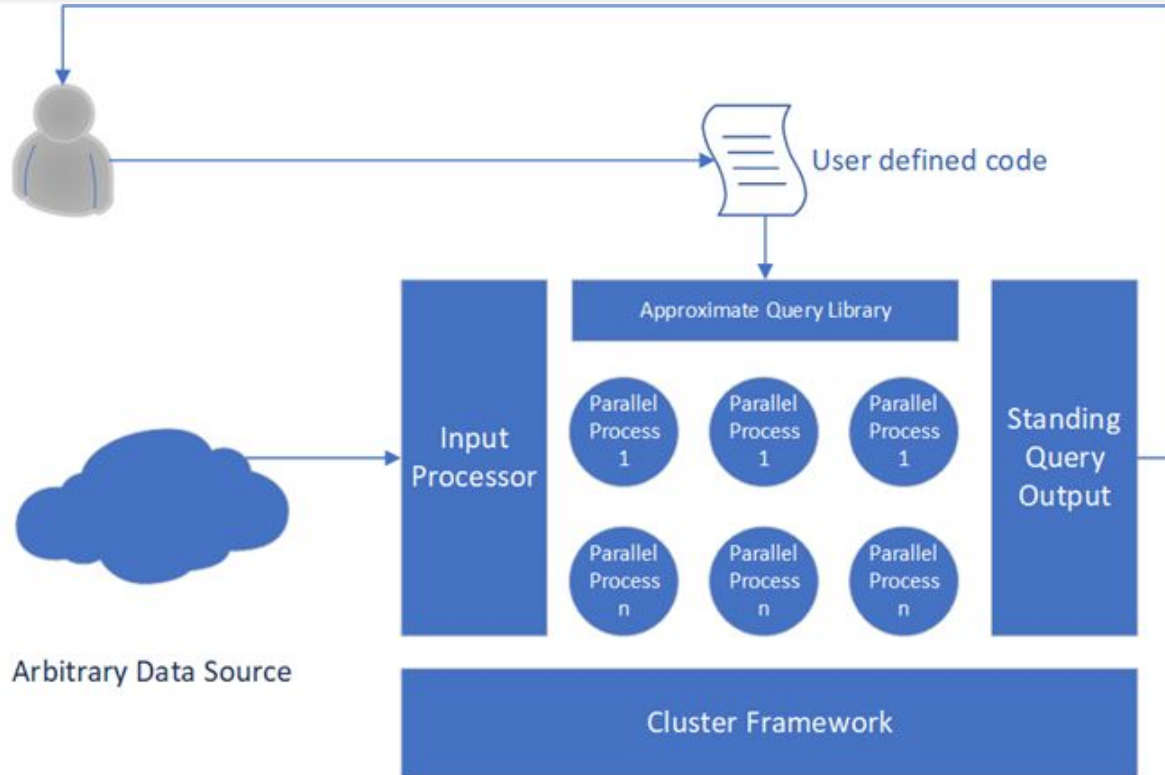 User defined code
Approximate Query Library
Input
Processor
Parallel
Process
1
Parallel
Process
1
Parallel
Process
1
Standing
Query
Output
Parallel
Process
n
Parallel
Process
n
Parallel
Process
n
Arbitrary Data Source
Cluster Framework